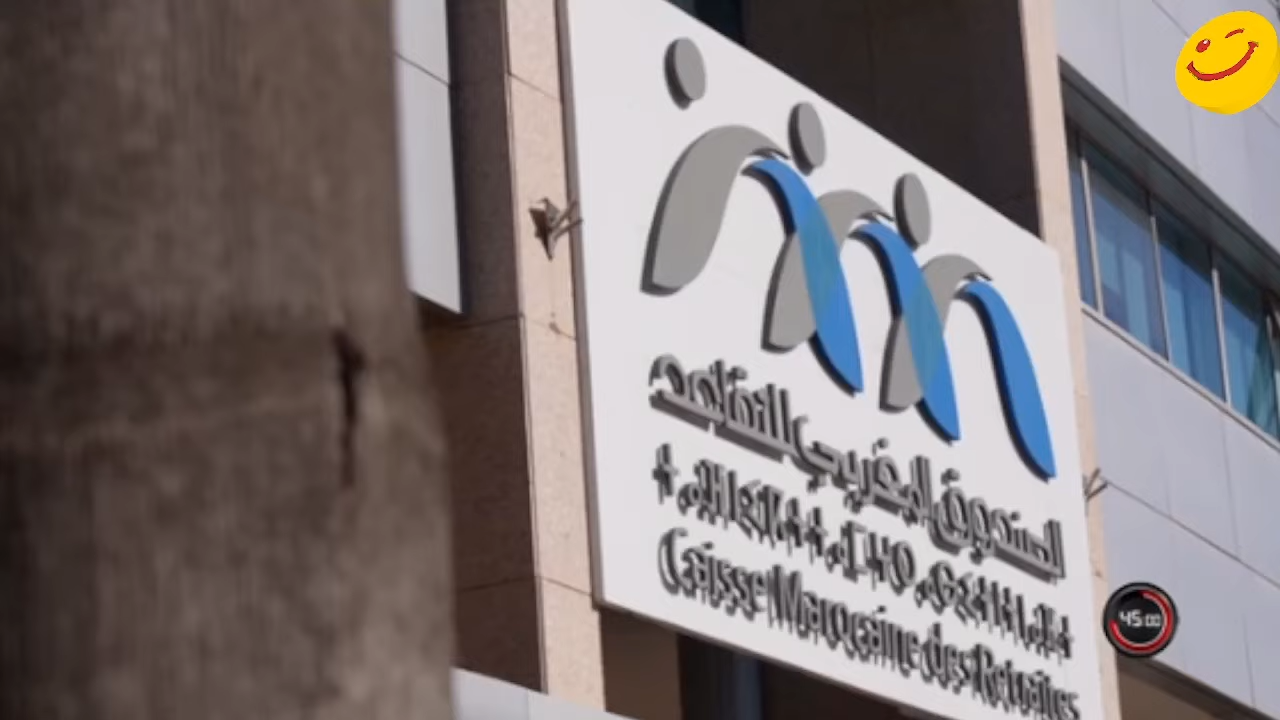 الصندوق المغربي للتقاعد
Caisse Marocaine des Retraites
45:00